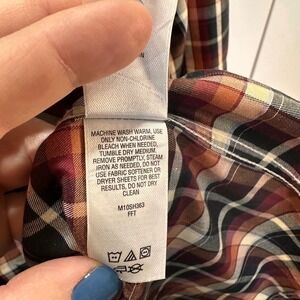 MACHINE WASH WARM, USE
ONLY NON-CHLORINE
BLEACH WHEN NEEDED,
TUMBLE DRY MEDIUM,
REMOVE PROMPTLY, STEAM
IRON AS NEEDED. DO NOT
USE FABRIC SOFTENER OR
DRYER SHEETS FOR BEST
RESULTS, DO NOT DRY
CLEAN
M10SH363
FFT